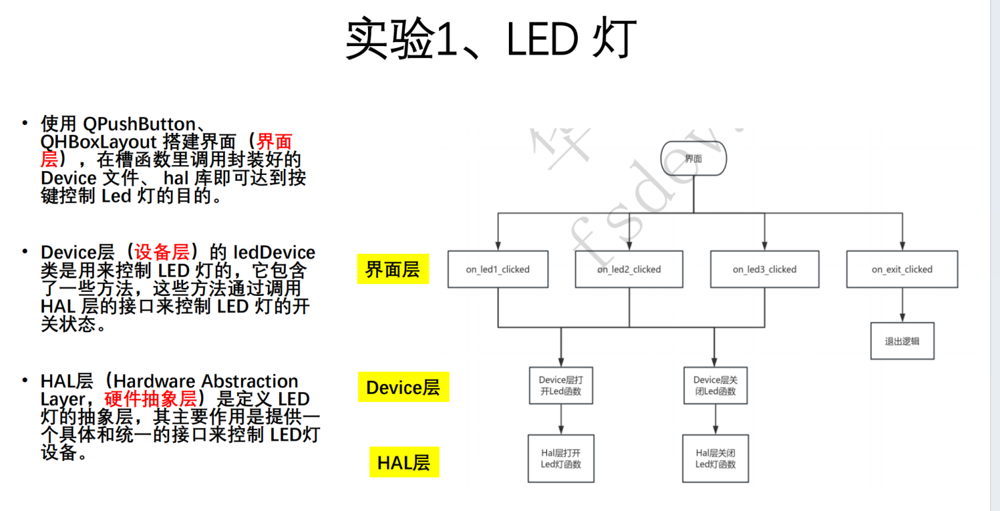 实验1、LED 灯
• 使用 QPushButton、
QHBoxLayout 搭建界面（界面
层），在槽函数里调用封装好的
Device 文件、 hal 库即可达到按
键控制 Led 灯的目的。
• Device层（设备层）的 ledDevice
类是用来控制 LED 灯的，它包含
了一些方法，这些方法通过调用
HAL 层的接口来控制 LED 灯的开
关状态。
• HAL层（Hardware Abstraction
Layer，硬件抽象层）是定义 LED
灯的抽象层，其主要作用是提供一
个具体和统一的接口来控制 LED灯
设备。
华
fsdev
界面
界面层
on_led1_clicked
on_led2_clicked
on_led3_clicked
on_exit_clicked
退出逻辑
Device层
Device层打
开Led函数
Device层关
闭Led函数
HAL层
Hal层打开
Led灯函数
Hal层关闭
Led灯函数